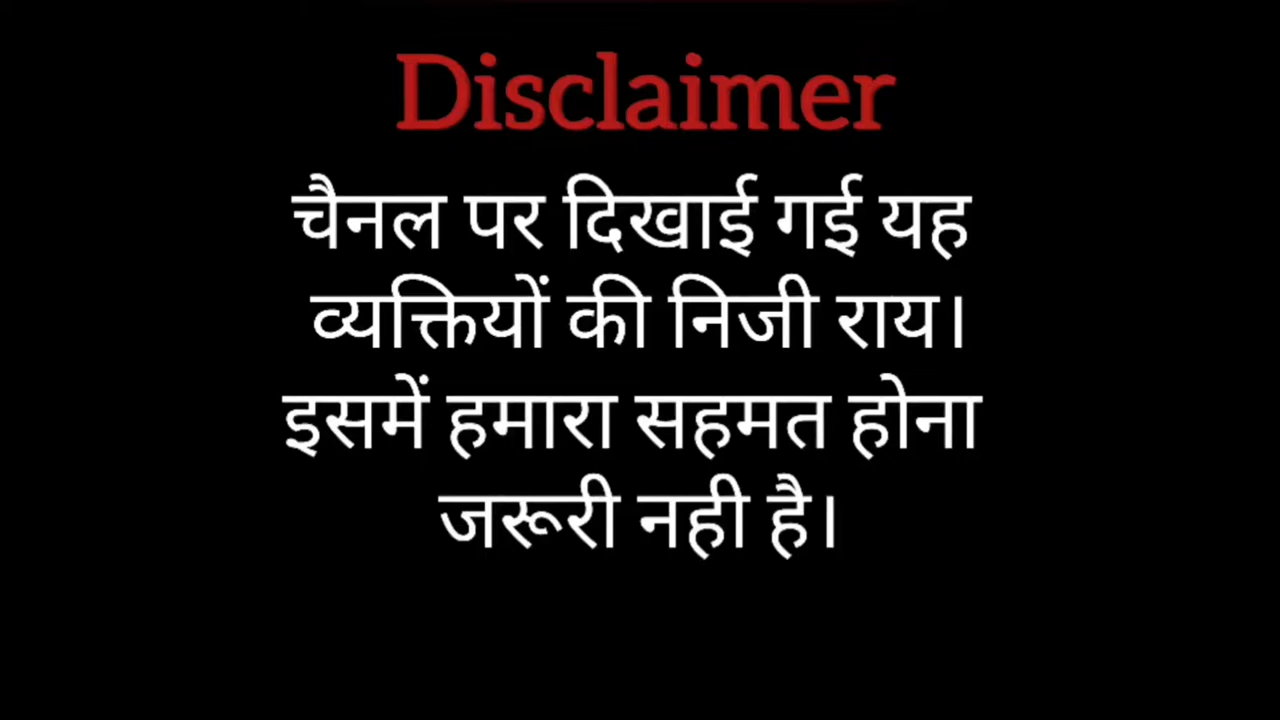 Disclaimer
चैनल पर दिखाई गई यह
व्यक्तियों की निजी राय।
इसमें हमारा सहमत होना
जरूरी नही है।